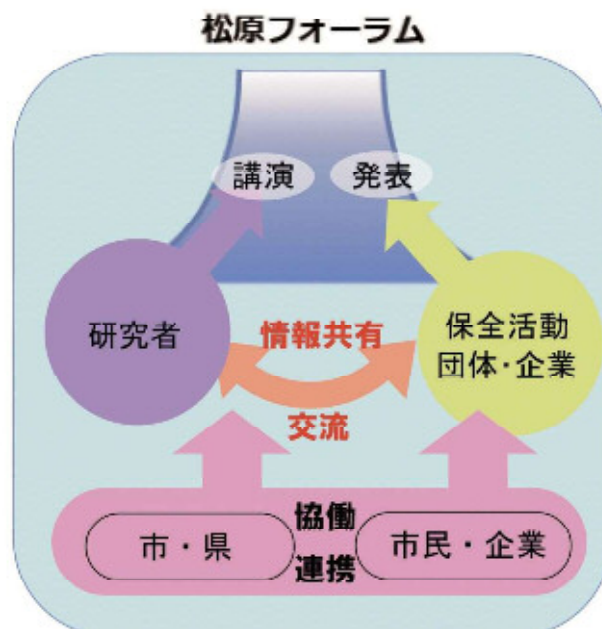 松原フォーラム
講演
発表
研究者
保全活動
団体・企業
情報共有
交流
市・県
協働
連携
市民・企業